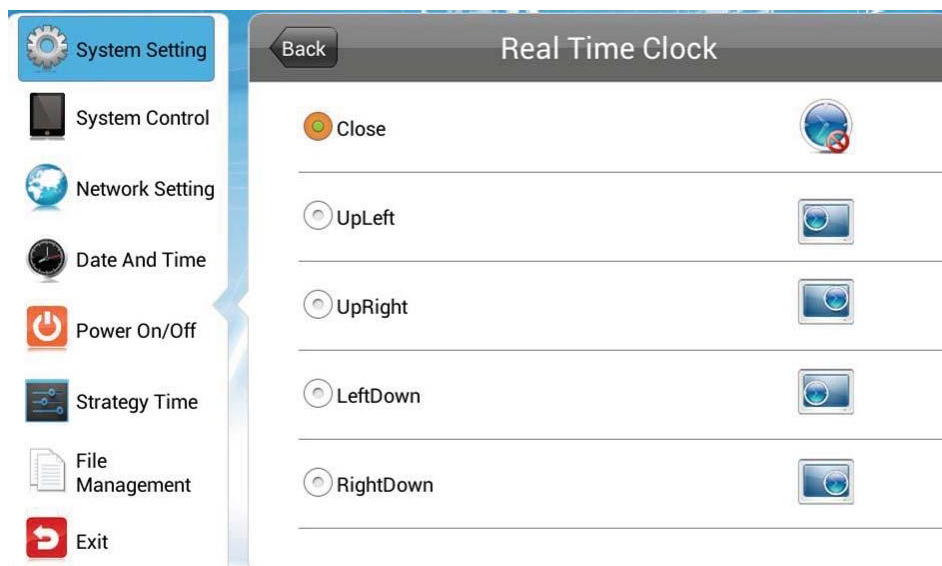 System Setting
System Control
Network Setting
Date And Time
Power On/Off
Strategy Time
File
Management
Exit
Back
Real Time Clock
Close
UpLeft
UpRight
LeftDown
RightDown